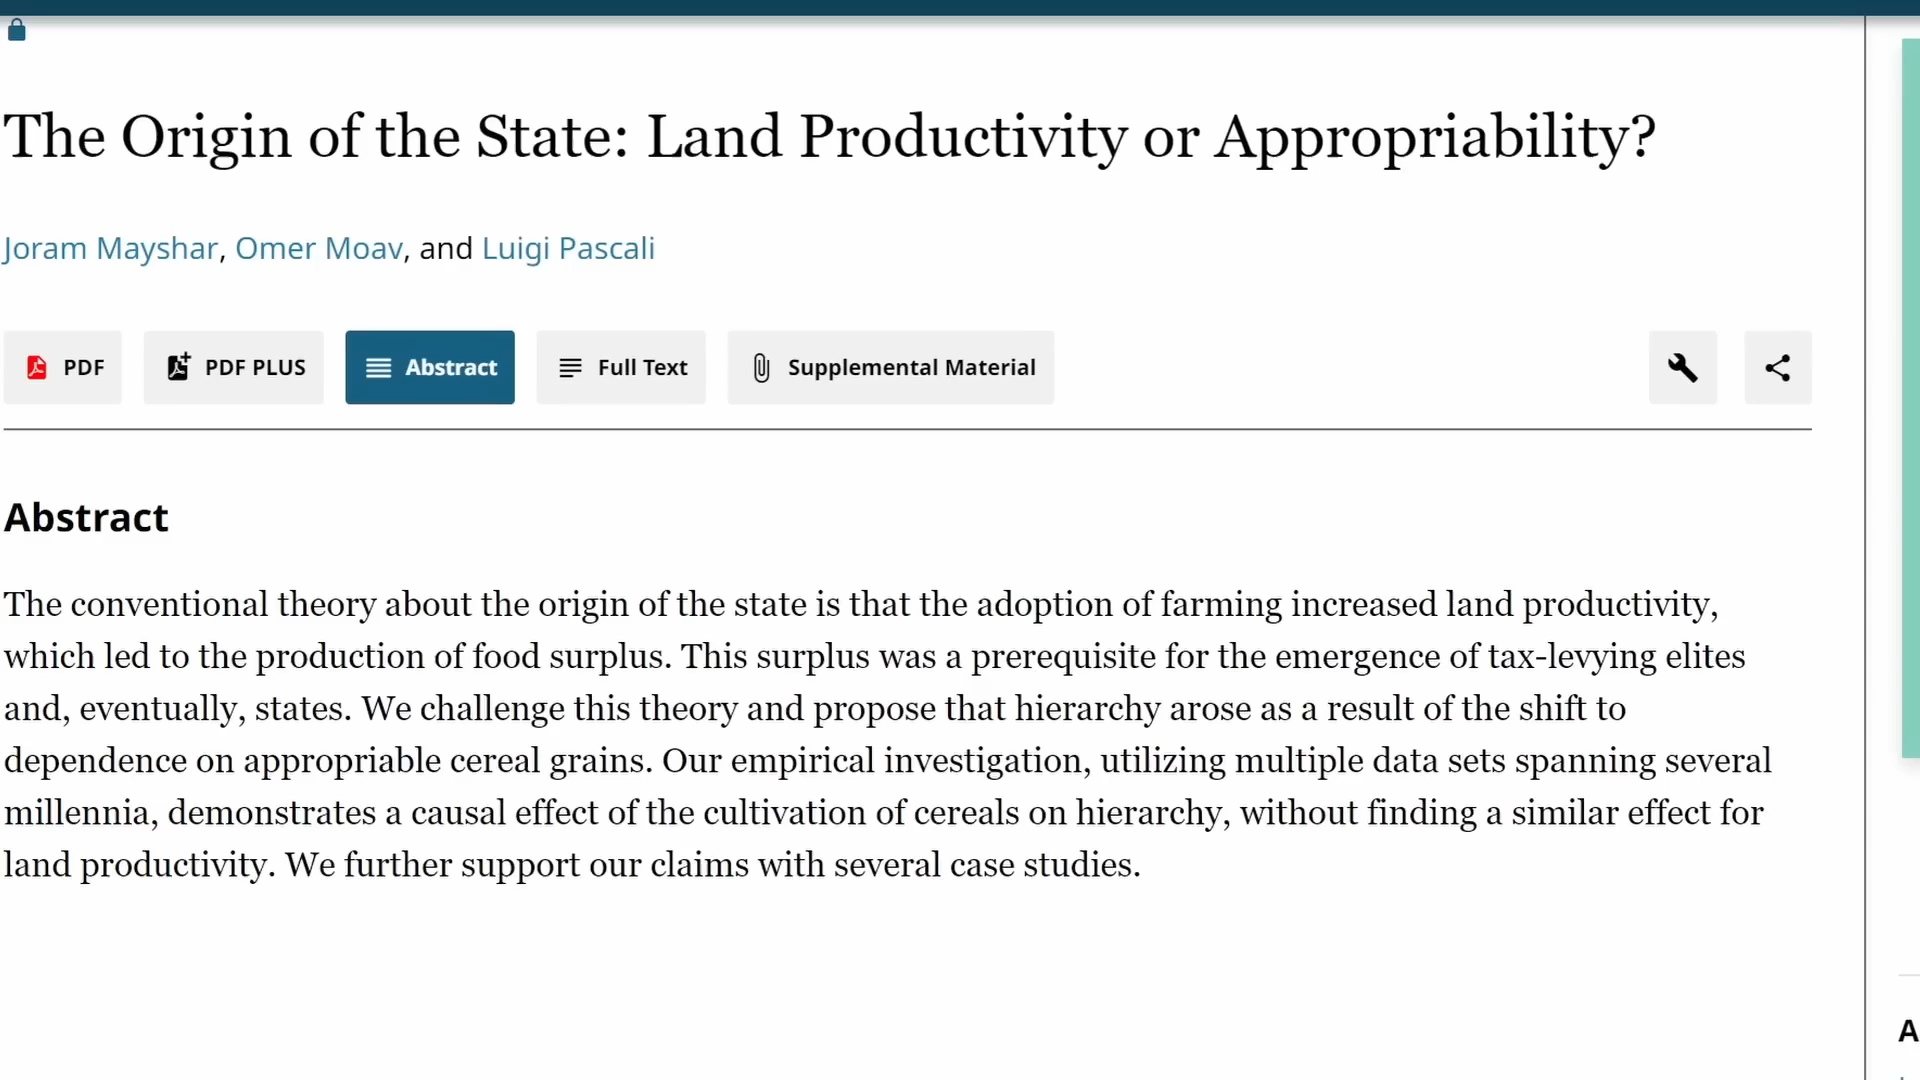 The Origin of the State: Land Productivity or Appropriability?
Joram Mayshar, Omer Moav, and Luigi Pascali
PDF
PDF PLUS
Abstract
Full Text
Supplemental Material
Abstract
The conventional theory about the origin of the state is that the adoption of farming increased land productivity,
which led to the production of food surplus. This surplus was a prerequisite for the emergence of tax-levying elites
and, eventually, states. We challenge this theory and propose that hierarchy arose as a result of the shift to
dependence on appropriable cereal grains. Our empirical investigation, utilizing multiple data sets spanning several
millennia, demonstrates a causal effect of the cultivation of cereals on hierarchy, without finding a similar effect for
land productivity. We further support our claims with several case studies.